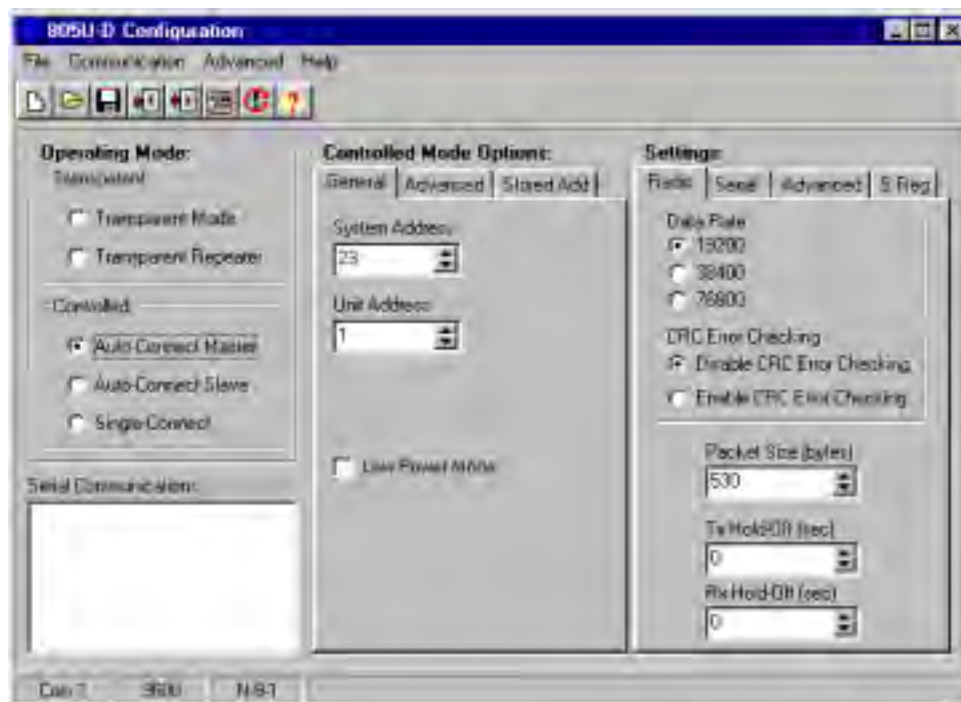 805U-D Configuration
File Communication Advanced Help
Operating Mode:
Transparent
Transparent Mode
Transparent Repeater
Controlled
Auto-Connect Master
Auto-Connect Slave
Single-Connect
Serial Communication:
Controlled Mode Options:
General Advanced Stored Add
System Address:
23
Unit Address:
1
Low Power Mode
Settings:
Radio Serial Advanced S Reg
Data Rate
19200
38400
76800
CRC Error Checking
Disable CRC Error Checking
Enable CRC Error Checking
Packet Size (bytes)
530
Tx Hold-Off (sec)
0
Rx Hold-Off (sec)
0
Com 1 9600 N-8-1